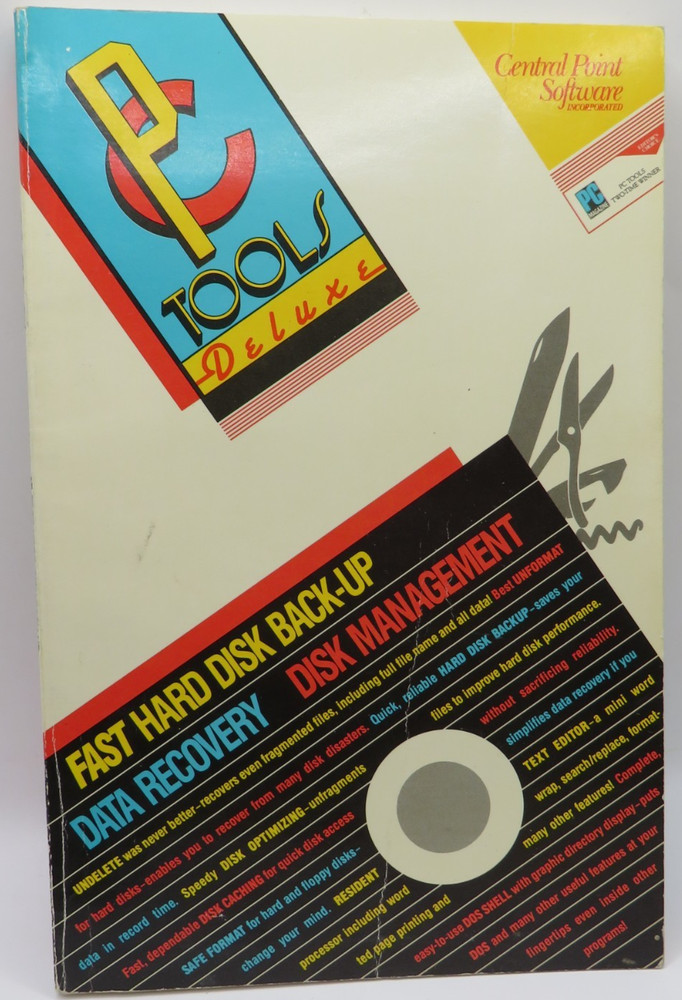 PC
TOOLS
Deluxe
Central Point
Software
INCORPORATED
EDITOR'S
CHOICE
PC
MAGAZINE
PC TOOLS
TWO TIME WINNER
FAST HARD DISK BACK-UP
DATA RECOVERY DISK MANAGEMENT
UNDELETE was never better–recovers even fragmented files, including full file name and all data! Best UNFORMAT
for hard disks–enables you to recover from many disk disasters. Quick, reliable HARD DISK BACKUP–saves your
data in record time. Speedy DISK OPTIMIZING–unfragments files to improve hard disk performance.
Fast, dependable DISK CACHING for quick disk access without sacrificing reliability.
SAFE FORMAT for hard and floppy disks– simplifies data recovery if you
change your mind. RESIDENT TEXT EDITOR–a mini word
processor including word wrap, search/replace, format-
ted page printing and many other features! Complete,
easy-to-use DOS SHELL with graphic directory display–puts
DOS and many other useful features at your
fingertips even inside other
programs!